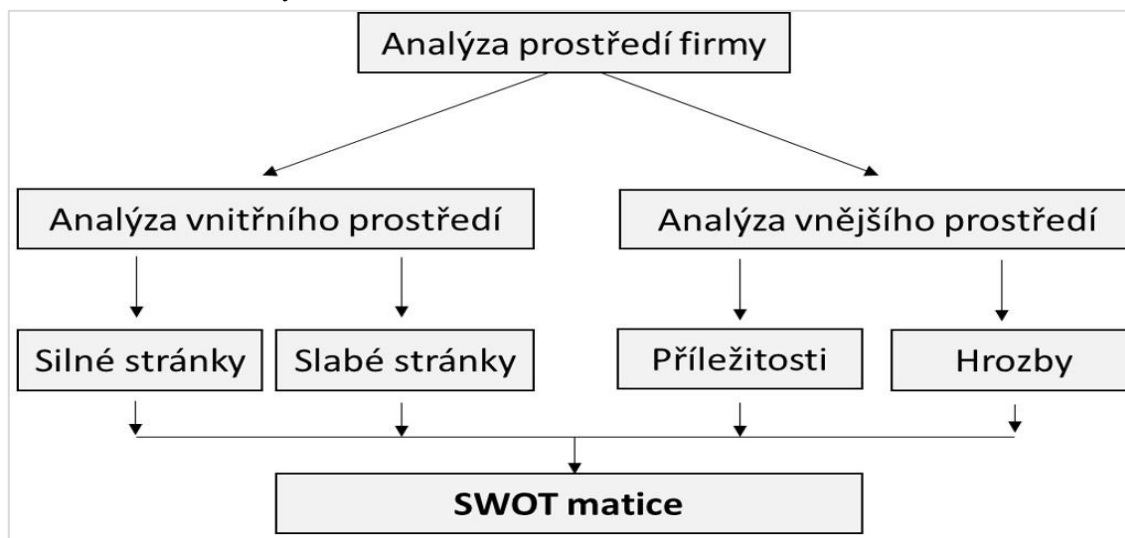 Analýza prostředí firmy
Analýza vnitřního prostředí
Analýza vnějšího prostředí
Silné stránky
Slabé stránky
Příležitosti
Hrozby
SWOT matice